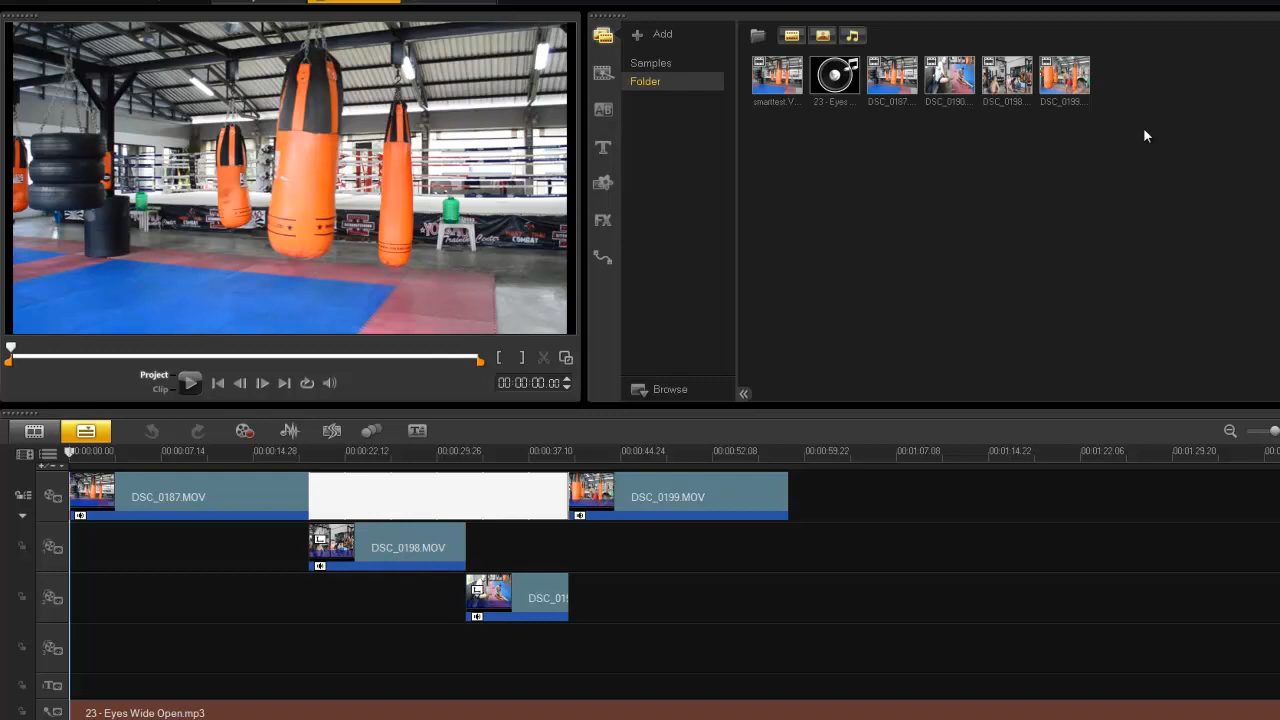 Add
Samples
Folder
smarttest.V...
23 - Eyes ...
DSC_0187....
DSC_0190....
DSC_0198....
DSC_0199....
COMBAT
Training Center
COMBAT
Project
Clip
00:00:00.00
Browse
00:00:00.00
00:00:07.14
00:00:14.28
00:00:22.12
00:00:29.26
00:00:37.10
00:00:44.24
00:00:52.08
00:00:59.22
00:01:07.08
00:01:14.22
00:01:22.06
00:01:29.20
DSC_0187.MOV
DSC_0199.MOV
DSC_0198.MOV
23 - Eyes Wide Open.mp3